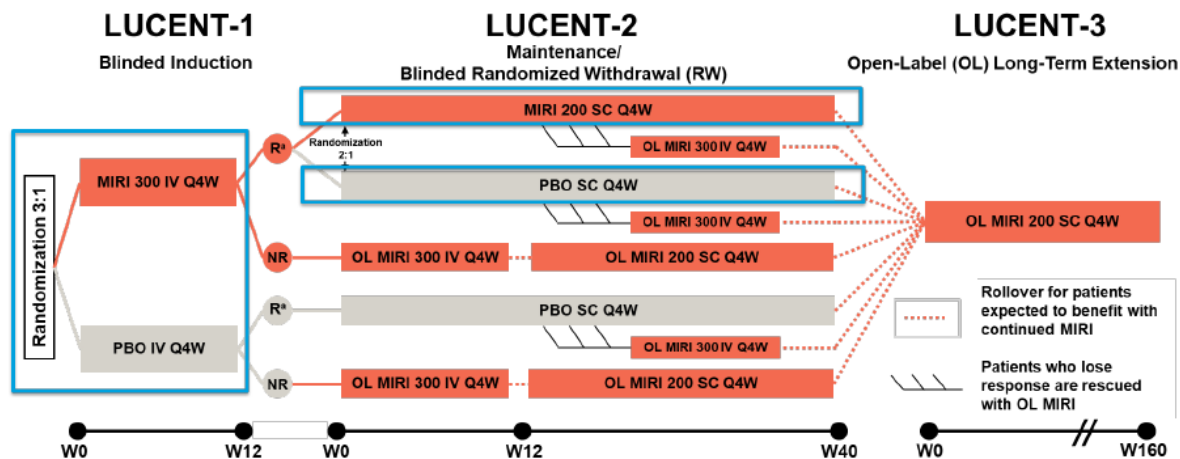 LUCENT-1
Blinded Induction
LUCENT-2
Maintenance/
Blinded Randomized Withdrawal (RW)
LUCENT-3
Open-Label (OL) Long-Term Extension
Randomization 3:1
MIRI 300 IV Q4W
PBO IV Q4W
Rª
NR
Rª
NR
Randomization
2:1
MIRI 200 SC Q4W
OL MIRI 300 IV Q4W
PBO SC Q4W
OL MIRI 300 IV Q4W
OL MIRI 300 IV Q4W
OL MIRI 200 SC Q4W
PBO SC Q4W
OL MIRI 300 IV Q4W
OL MIRI 300 IV Q4W
OL MIRI 200 SC Q4W
OL MIRI 200 SC Q4W
Rollover for patients
expected to benefit with
continued MIRI
Patients who lose
response are rescued
with OL MIRI
W0
W12
W0
W12
W40
W0
W160